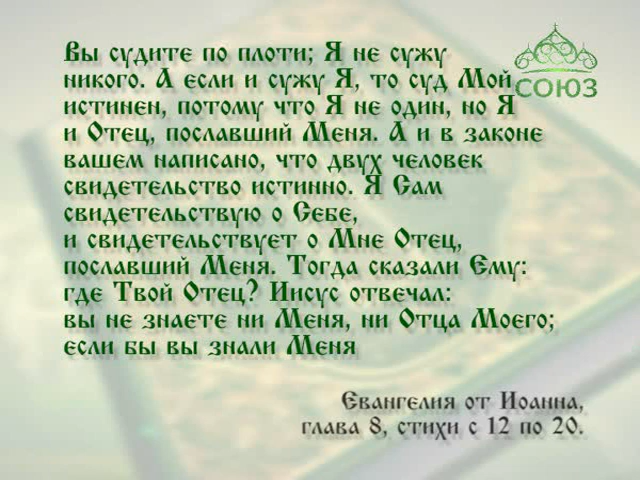 Вы судите по плоти; Я не сужу
никого. А если и сужу Я, то суд Мой
СОЮЗ
истинен, потому что Я не один, но Я
и Отец, пославший Меня. А и в законе
вашем написано, что двух человек
свидетельство истинно. Я Сам
свидетельствую о Себе,
и свидетельствует о Мне Отец,
пославший Меня. Тогда сказали Ему:
где Твой Отец? Иисус отвечал:
вы не знаете ни Меня, ни Отца Моего;
если бы вы знали Меня
Евангелия от Иоанна,
глава 8, стихи с 12 по 20.